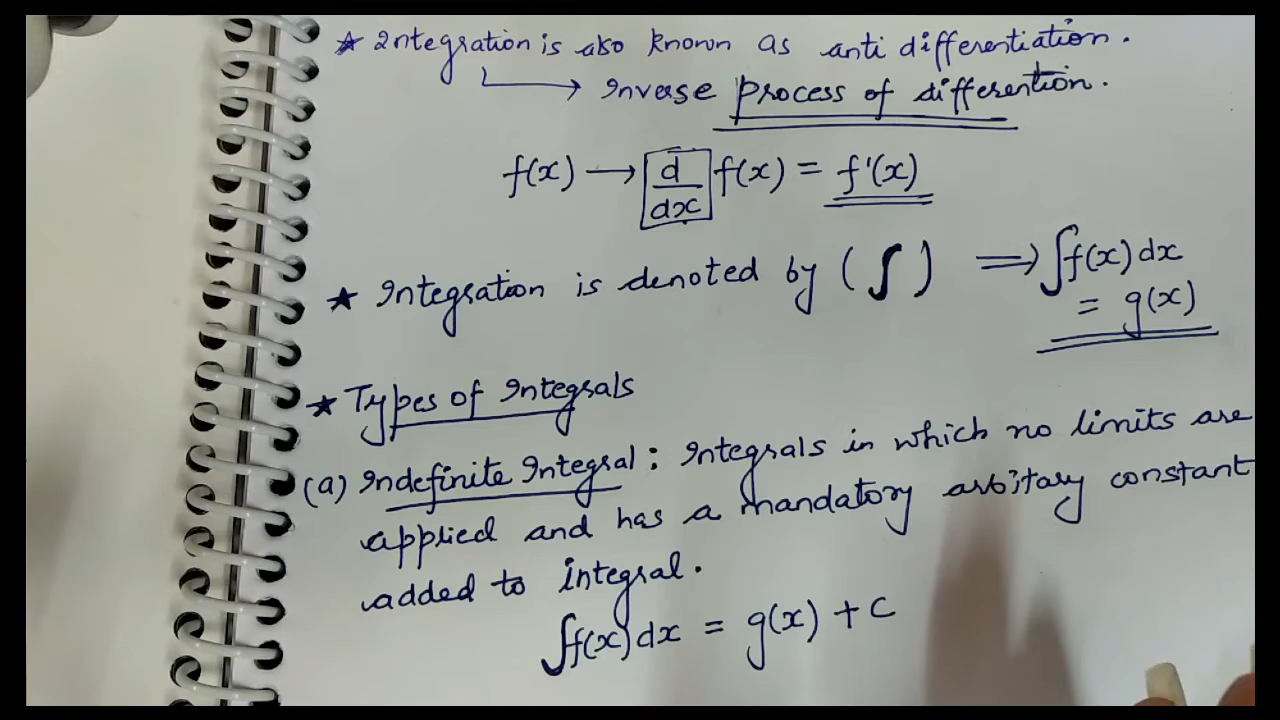 ★ Integration is also known as anti differentiation.
→ Inverse process of differention.
f(x) → d/dx f(x) = f'(x)
★ Integration is denoted by (∫) ⟹ ∫f(x) dx
= g(x)
★ Types of Integrals
(a) Indefinite Integral : Integrals in which no limits are
applied and has a mandatory arbitary constant
added to integral.
∫f(x) dx = g(x) + c